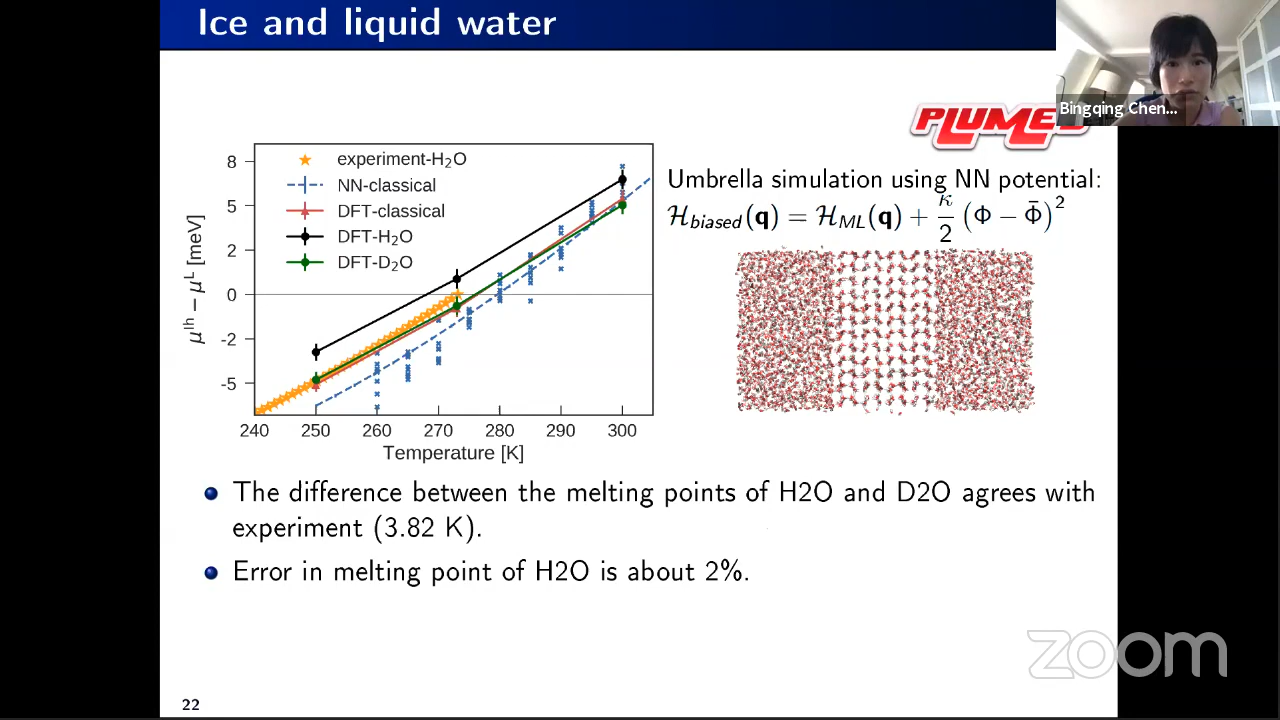 Ice and liquid water
Bingqing Chen...
PLUMED
experiment-H₂O
NN-classical
DFT-classical
DFT-H₂O
DFT-D₂O
8
5
2
0
-2
-5
μᴵʰ − μᴸ [meV]
240 250 260 270 280 290 300
Temperature [K]
Umbrella simulation using NN potential:
ℋ_biased(q) = ℋ_ML(q) + κ/2 (Φ − Φ̄)²
The difference between the melting points of H2O and D2O agrees with
experiment (3.82 K).
Error in melting point of H2O is about 2%.
zoom
22